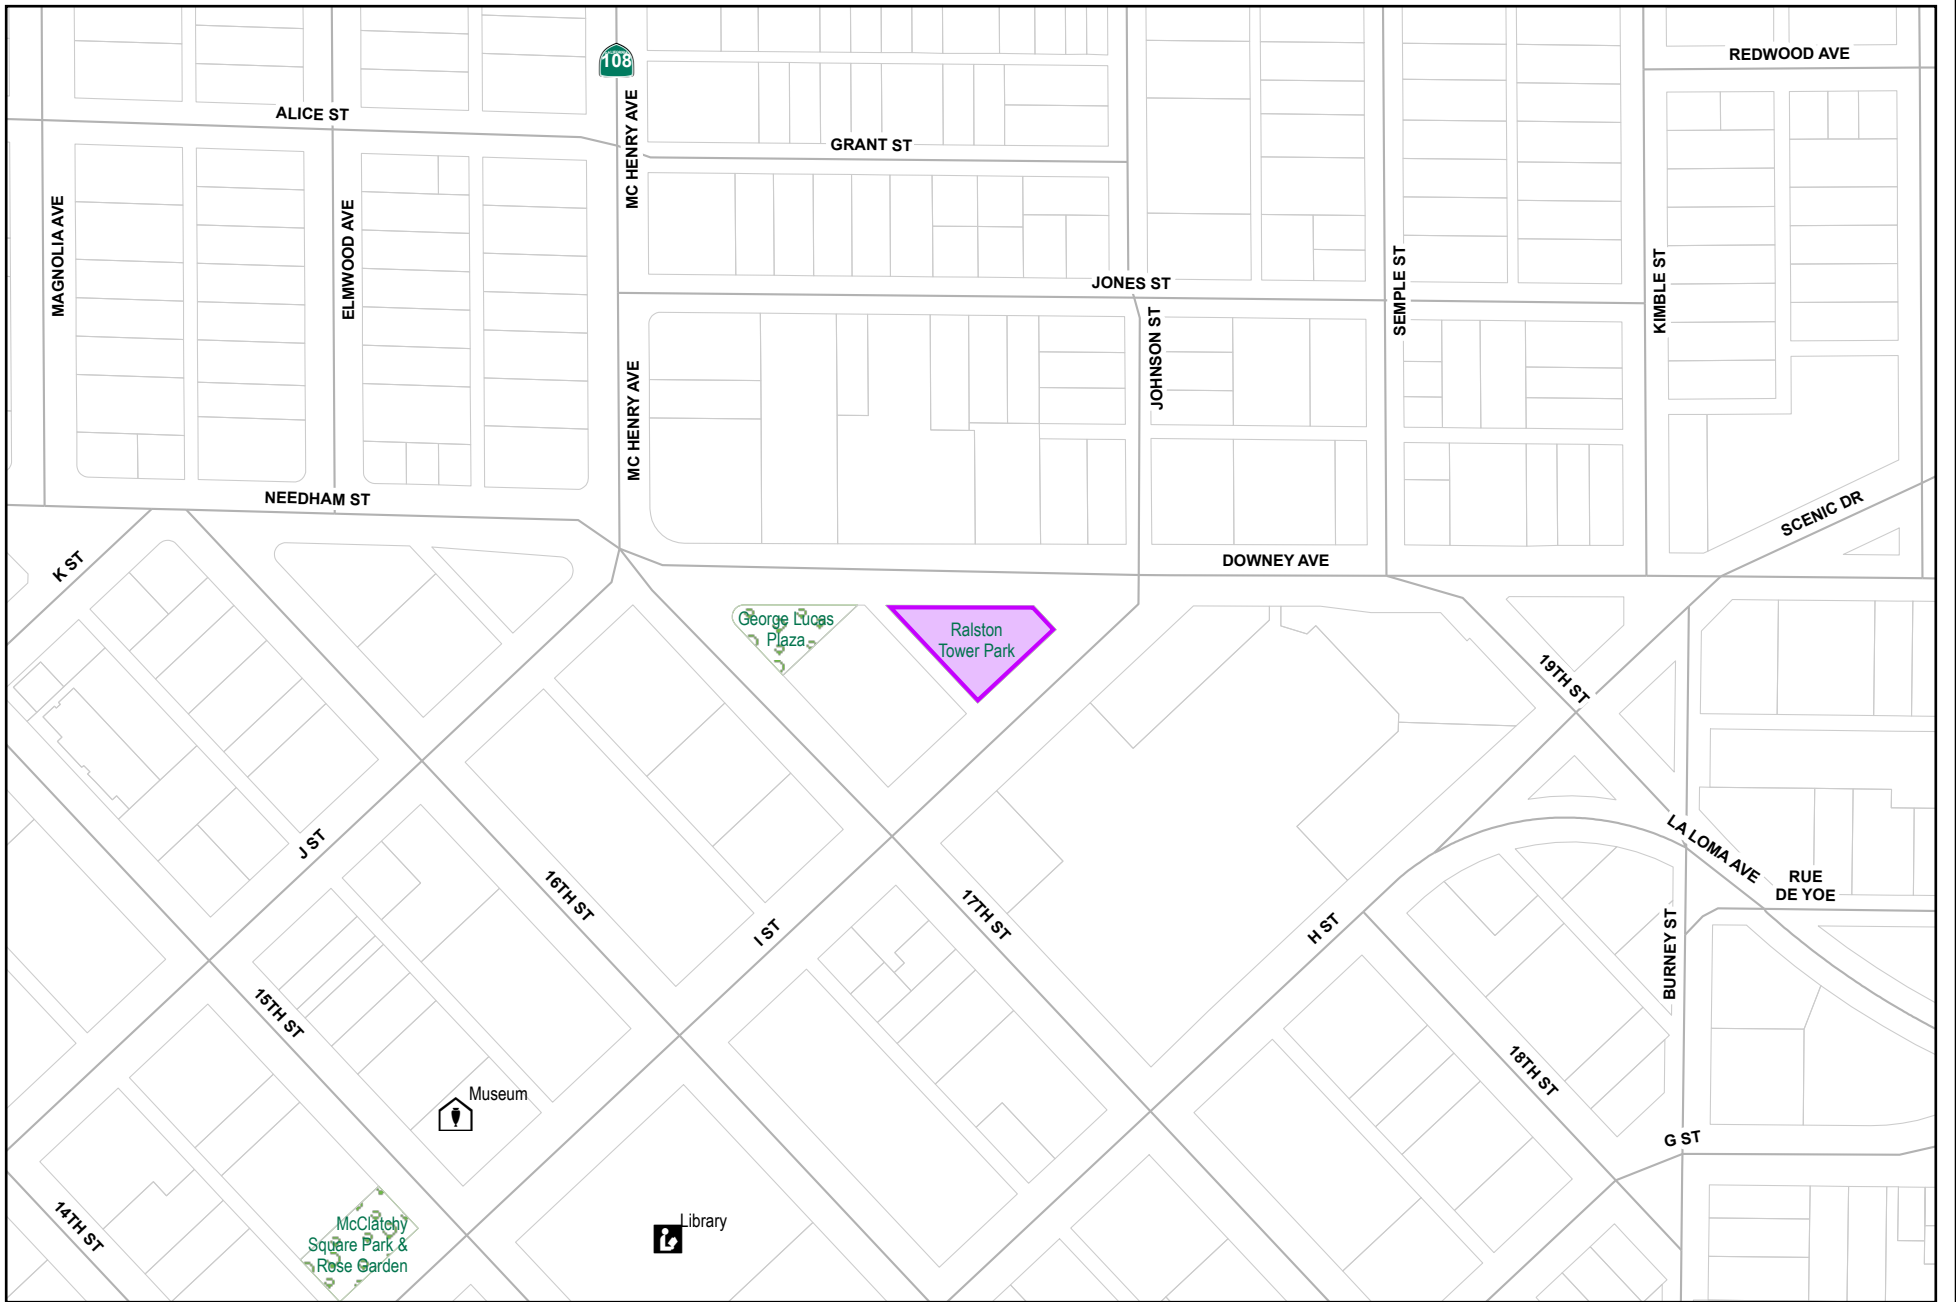 REDWOOD AVE
108
ALICE ST
MC HENRY AVE
GRANT ST
MAGNOLIA AVE
ELMWOOD AVE
JONES ST
SEMPLE ST
KIMBLE ST
JOHNSON ST
MC HENRY AVE
NEEDHAM ST
SCENIC DR
K ST
DOWNEY AVE
George Lucas
Plaza
Ralston
Tower Park
19TH ST
J ST
LA LOMA AVE
RUE
DE YOE
16TH ST
I ST
17TH ST
H ST
BURNEY ST
15TH ST
18TH ST
Museum
G ST
14TH ST
McClatchy
Square Park &
Rose Garden
Library